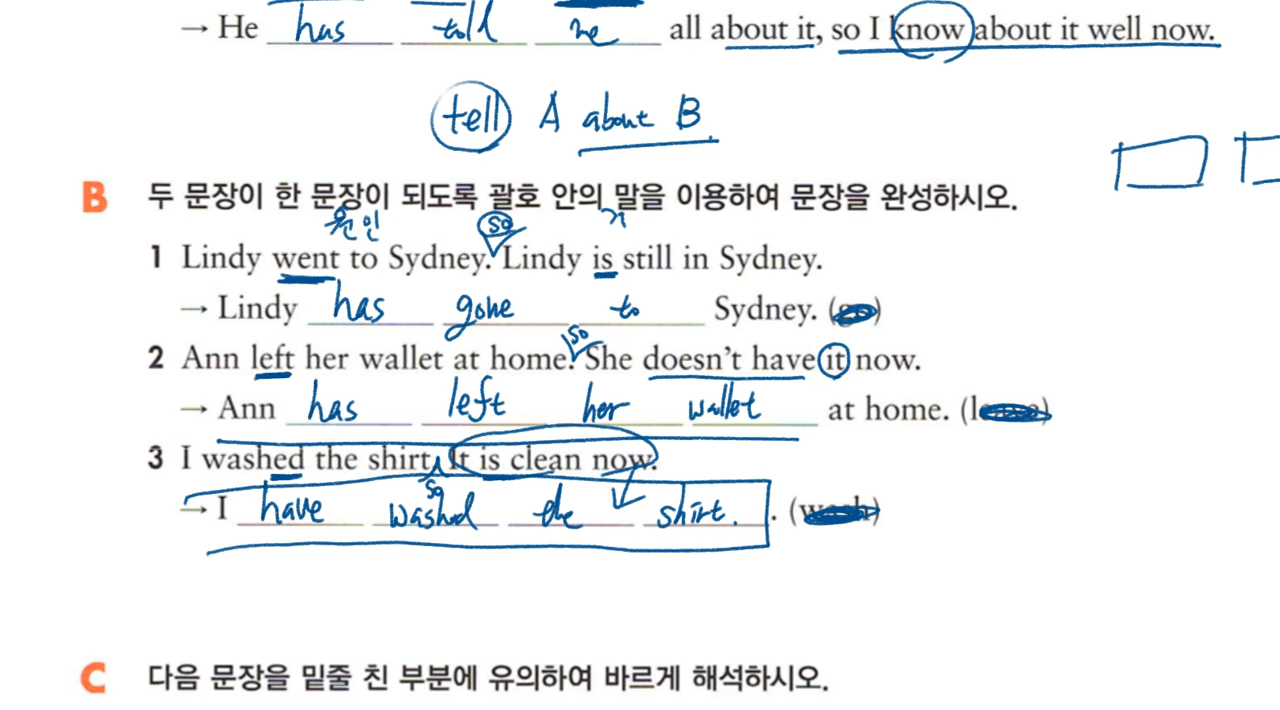 → He has told me all about it, so I know about it well now.
tell A about B.
B 두 문장이 한 문장이 되도록 괄호 안의 말을 이용하여 문장을 완성하시오.
원인 so
1 Lindy went to Sydney. Lindy is still in Sydney.
→ Lindy has gone to Sydney. (go)
so
2 Ann left her wallet at home. She doesn't have it now.
→ Ann has left her wallet at home. (leave)
3 I washed the shirt. It is clean now.
so
→ I have washed the shirt. . (wash)
C 다음 문장을 밑줄 친 부분에 유의하여 바르게 해석하시오.